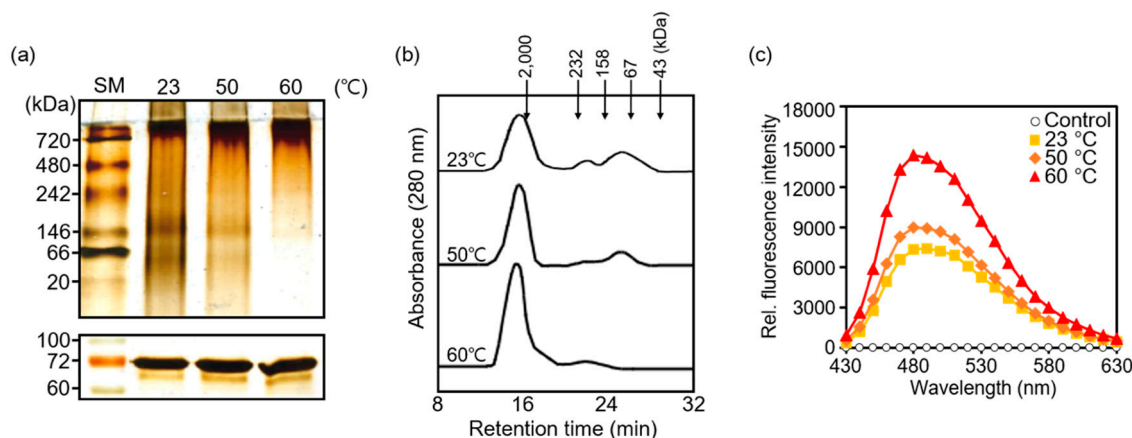 (a)
SM 23 50 60 (℃)
(kDa)
720
480
242
146
66
20
100
72
60
(b)
2,000
232
158
67
43 (kDa)
Absorbance (280 nm)
23℃
50℃
60℃
8 16 24 32
Retention time (min)
(c)
Rel. fluorescence intensity
18000
15000
12000
9000
6000
3000
0
Control
23 °C
50 °C
60 °C
430 480 530 580 630
Wavelength (nm)